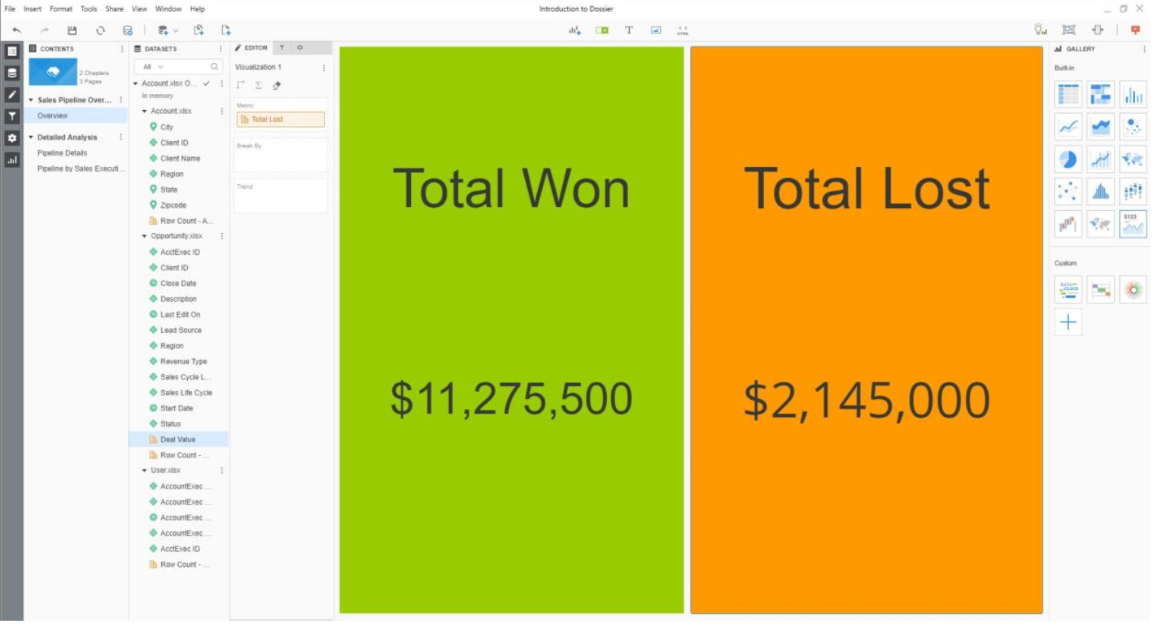 File Insert Format Tools Share View Window Help
Introduction to Dossier
CONTENTS
2 Chapters
3 Pages
Sales Pipeline Over...
Overview
Detailed Analysis
Pipeline Details
Pipeline by Sales Executi...
DATASETS
All
Account.xlsx O...
In memory
Account.xlsx
City
Client ID
Client Name
Region
State
Zipcode
Row Count - A...
Opportunity.xlsx
AcctExec ID
Client ID
Close Date
Description
Last Edit On
Lead Source
Region
Revenue Type
Sales Cycle L...
Sales Life Cycle
Start Date
Status
Deal Value
Row Count - ...
User.xlsx
AccountExec ...
AccountExec ...
AccountExec ...
AccountExec ...
AcctExec ID
Row Count - ...
EDITOR
Visualization 1
Metric
Total Lost
Break By
Trend
T
HTML
Total Won
$11,275,500
Total Lost
$2,145,000
GALLERY
Built-in
Custom